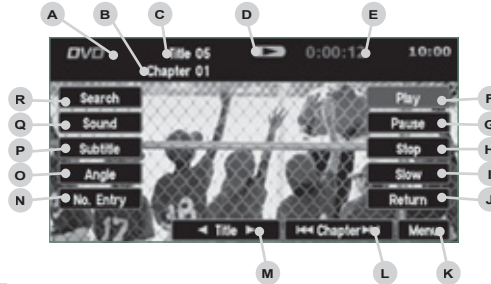 A B C D E
DVD Title 05 0:00:12 10:00
Chapter 01
R Search Play F
Q Sound Pause G
P Subtitle Stop H
O Angle Slow I
N No. Entry Return J
◄ Title ► ⏮ Chapter ⏭ Menu
M L K